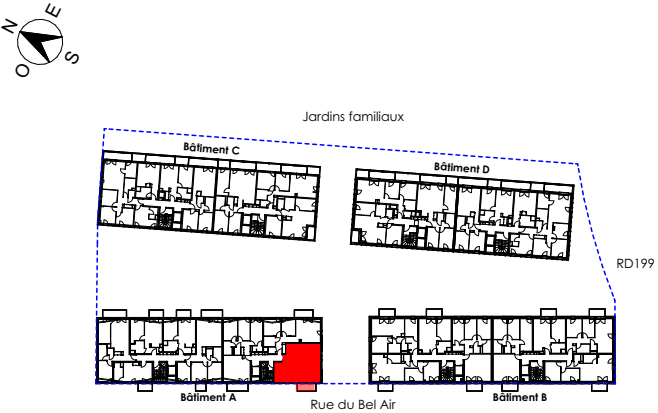 N
E
O
S
Jardins familiaux
Bâtiment C
Bâtiment D
RD199
Bâtiment A
Rue du Bel Air
Bâtiment B